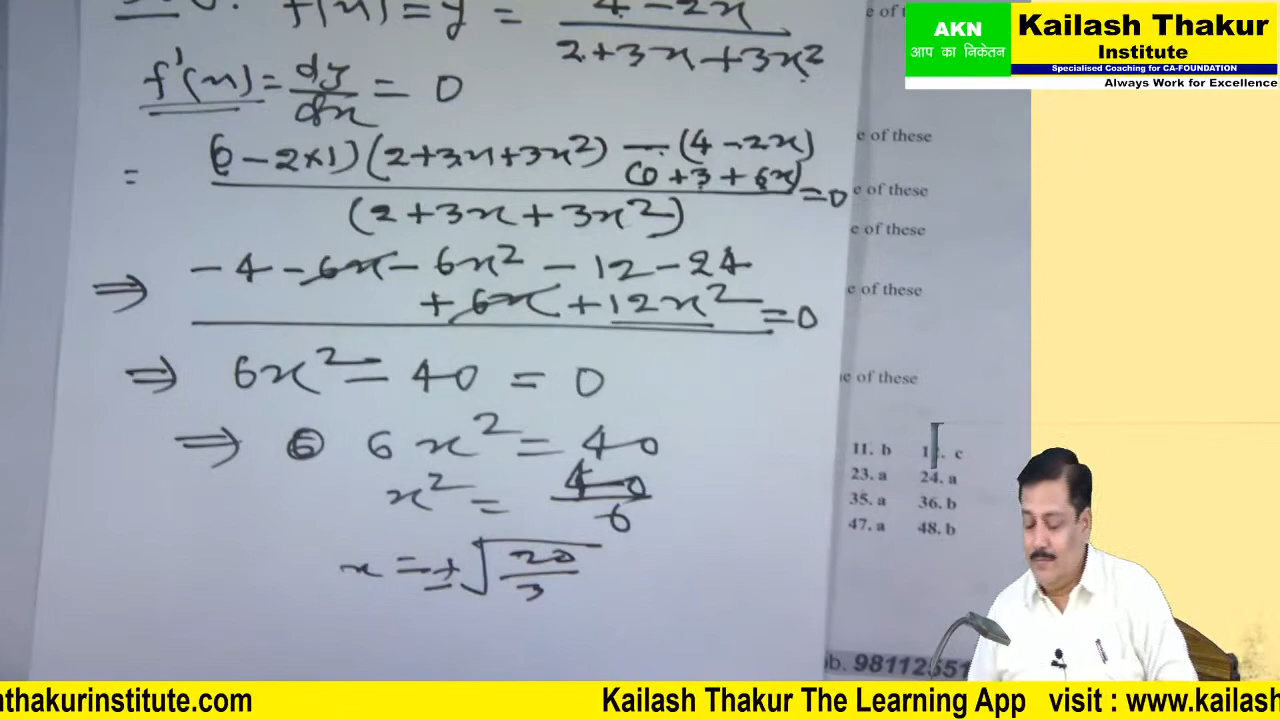 f(x) = y = 4 - 2x / 2 + 3x + 3x²
f'(x) = dy/dx = 0
= (0 - 2×1)(2+3x+3x²) - (4 - 2x)(0 + 3 + 6x) / (2 + 3x + 3x²) = 0
⇒ - 4 - 6x - 6x² - 12 - 24 + 6x + 12x² = 0
⇒ 6x² - 40 = 0
⇒ 6x² = 40
x² = 40/6
x = ±√20/3
e of these
e of these
e of these
e of these
e of these
11. b c
23. a 24. a
35. a 36. b
47. a 48. b
AKN
आप का निकेतन
Kailash Thakur
Institute
Specialised Coaching for CA-FOUNDATION
Always Work for Excellence
nthakurinstitute.com Kailash Thakur The Learning App visit : www.kailash